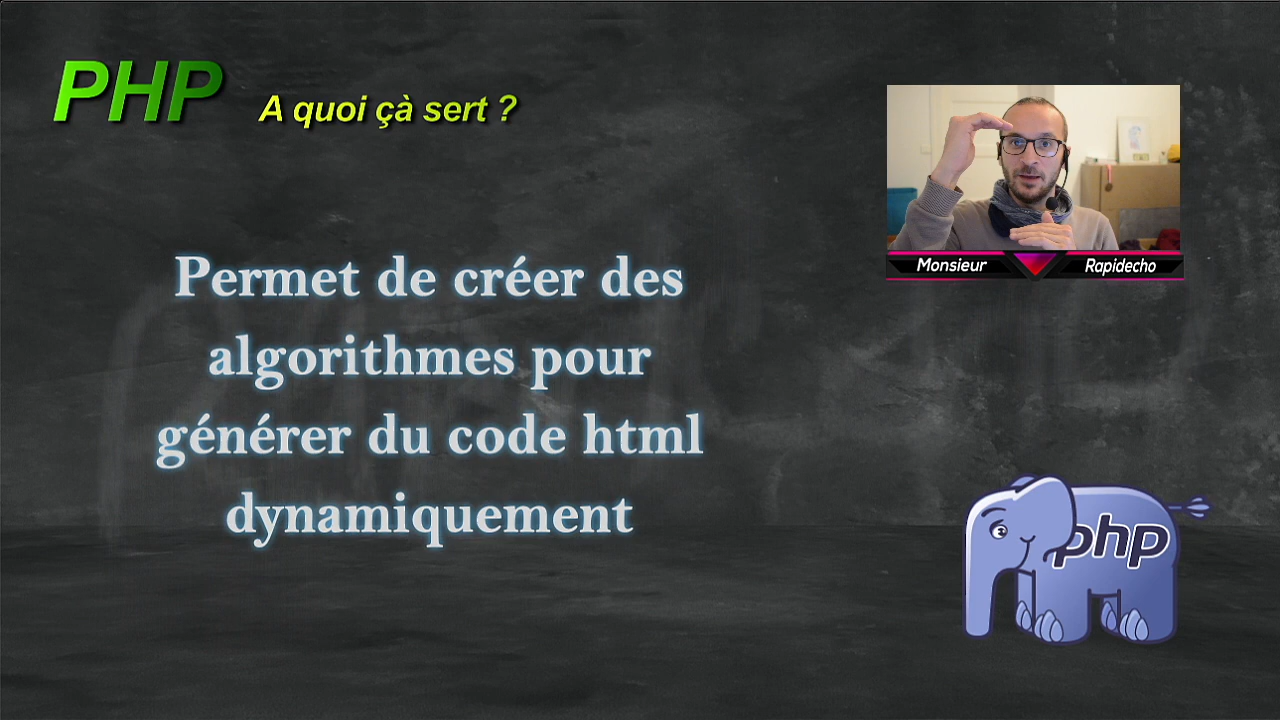 PHP A quoi çà sert ?
Monsieur Rapidecho
Permet de créer des
algorithmes pour
générer du code html
dynamiquement
php